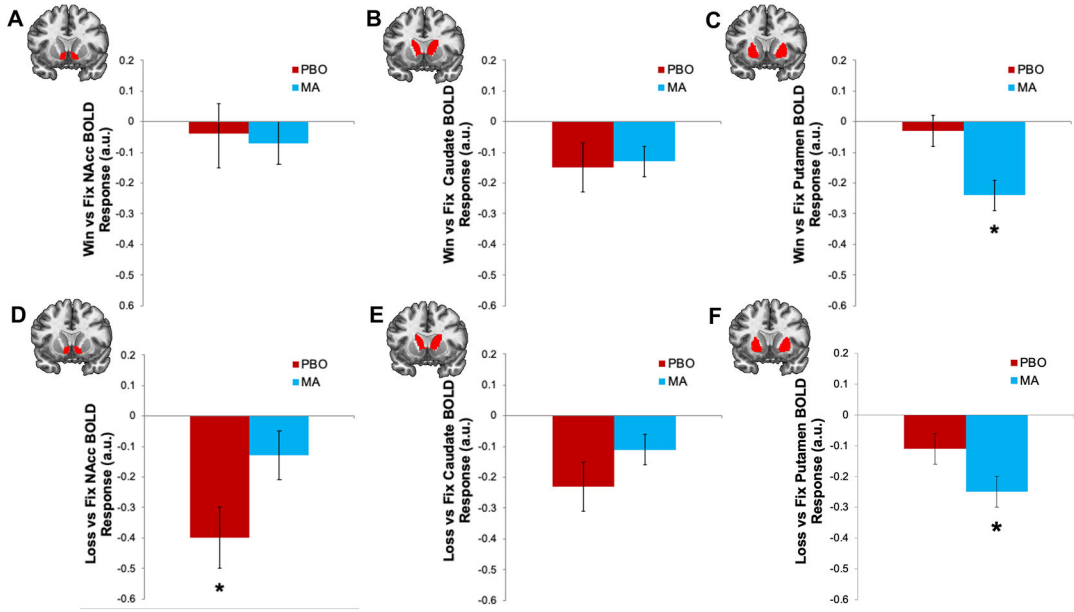 A
Win vs Fix NAcc BOLD
Response (a.u.)
0.2
0.1
0
-0.1
-0.2
-0.3
-0.4
-0.5
-0.6
PBO
MA
B
Win vs Fix Caudate BOLD
Response (a.u.)
0.2
0.1
0
-0.1
-0.2
-0.3
-0.4
-0.5
-0.6
PBO
MA
C
Win vs Fix Putamen BOLD
Response (a.u.)
0.2
0.1
0
-0.1
-0.2
-0.3
-0.4
-0.5
-0.6
PBO
MA
*
D
Loss vs Fix NAcc BOLD
Response (a.u.)
0.2
0.1
0
-0.1
-0.2
-0.3
-0.4
-0.5
-0.6
PBO
MA
*
E
Loss vs Fix Caudate BOLD
Response (a.u.)
0.2
0.1
0
-0.1
-0.2
-0.3
-0.4
-0.5
-0.6
PBO
MA
F
Loss vs Fix Putamen BOLD
Response (a.u.)
0.2
0.1
0
-0.1
-0.2
-0.3
-0.4
-0.5
-0.6
PBO
MA
*